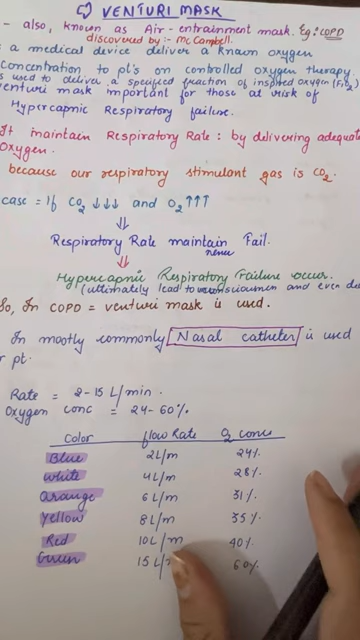 5) VENTURI MASK
- also, known as Air-entrainment mask. Eg: COPD
discovered by:- McCampbell.
a medical device deliver a known oxygen
concentration to pt's on controlled oxygen therapy
used to deliver a specified fraction of inspired oxygen (FiO2)
venturi mask important for those at risk of
Hypercapnic Respiratory failure.
It maintain Respiratory Rate : by delivering adequate
Oxygen.
because our respiratory stimulant gas is CO2.
case = If CO2 ↓↓↓ and O2 ↑↑↑
⇓
Respiratory Rate maintain Fail.
⇓
Hypercapnic Respiratory Failure occur.
(ultimately lead to unconsciousness and even de
So, In COPD = venturi mask is used.
In mostly commonly Nasal catheter is used
pt.
Rate = 2-15 L/min.
Oxygen conc = 24-60%
Color flow Rate O2 conc
Blue 2L/m 24%
White 4L/m 28%
Orange 6L/m 31%
Yellow 8L/m 35%
Red 10L/m 40%
Green 15L/ 60%